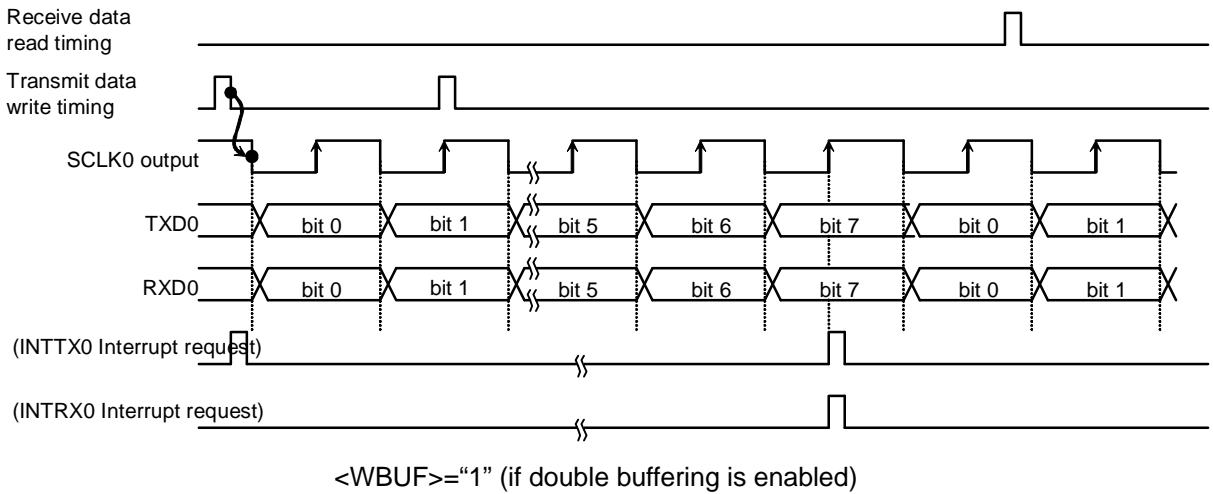 Receive data
read timing
Transmit data
write timing
SCLK0 output
TXD0 bit 0 bit 1 bit 5 bit 6 bit 7 bit 0 bit 1
RXD0 bit 0 bit 1 bit 5 bit 6 bit 7 bit 0 bit 1
(INTTX0 Interrupt request)
(INTRX0 Interrupt request)
<WBUF>=“1” (if double buffering is enabled)